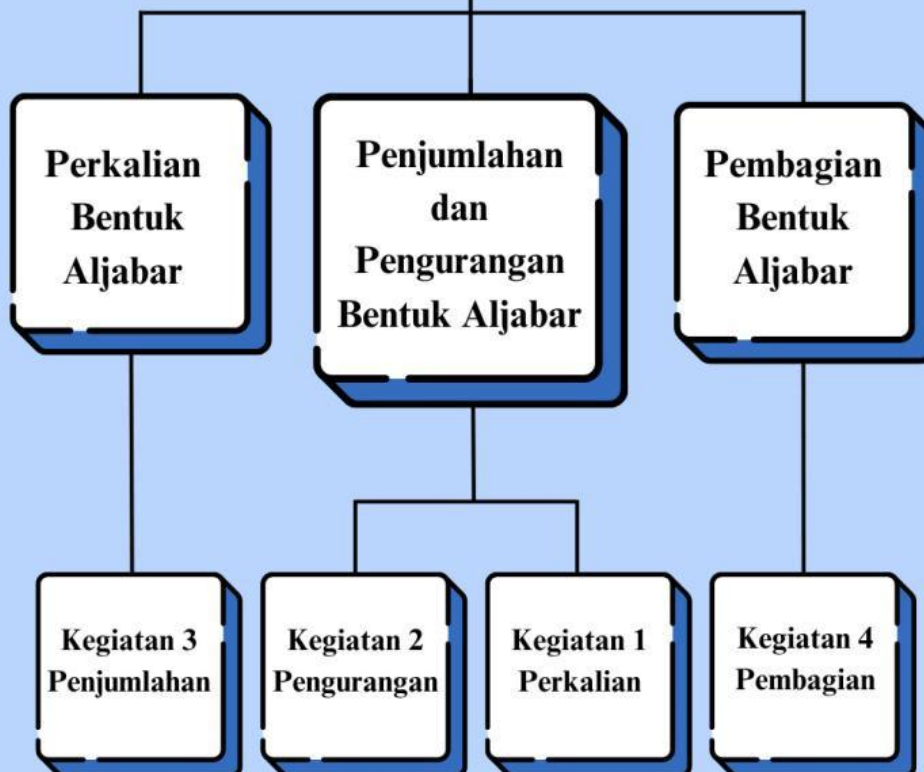 Perkalian
Bentuk
Aljabar
Penjumlahan
dan
Pengurangan
Bentuk Aljabar
Pembagian
Bentuk
Aljabar
Kegiatan 3
Penjumlahan
Kegiatan 2
Pengurangan
Kegiatan 1
Perkalian
Kegiatan 4
Pembagian